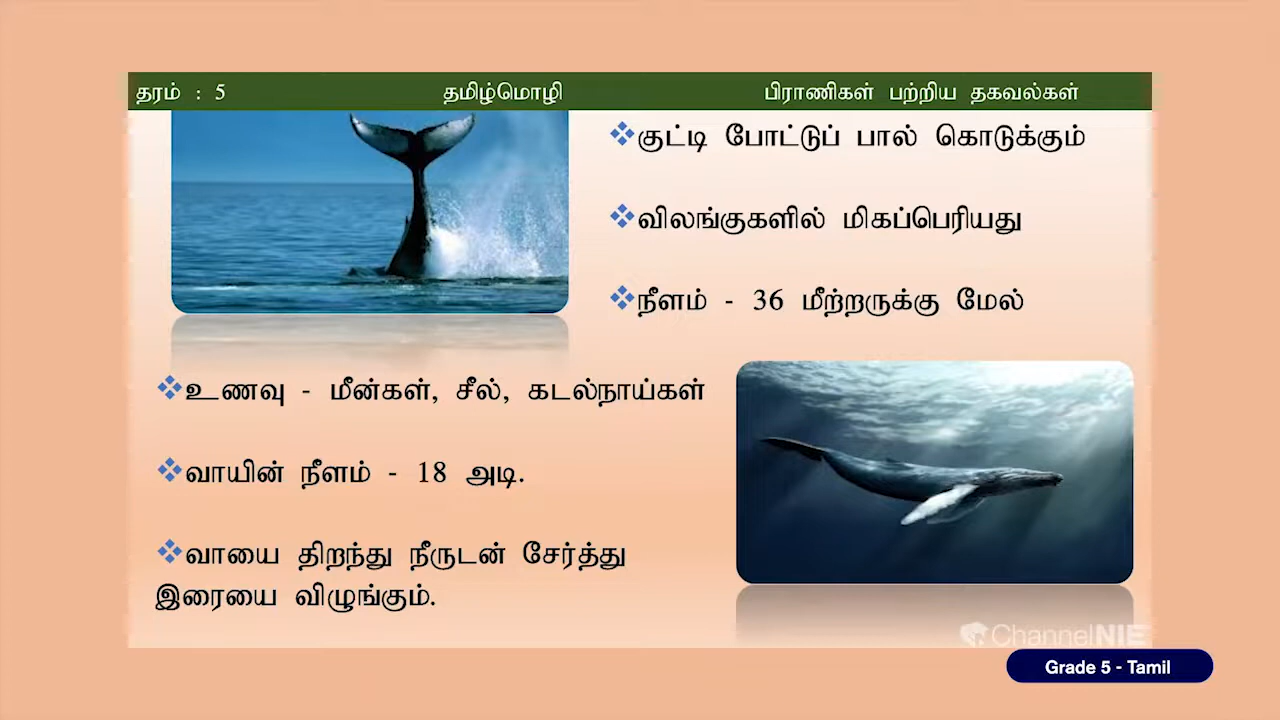 தரம் : 5 தமிழ்மொழி பிராணிகள் பற்றிய தகவல்கள்
குட்டி போட்டுப் பால் கொடுக்கும்
விலங்குகளில் மிகப்பெரியது
நீளம் - 36 மீற்றருக்கு மேல்
உணவு - மீன்கள், சீல், கடல்நாய்கள்
வாயின் நீளம் - 18 அடி.
வாயை திறந்து நீருடன் சேர்த்து
இரையை விழுங்கும்.
ChannelNIE
Grade 5 - Tamil